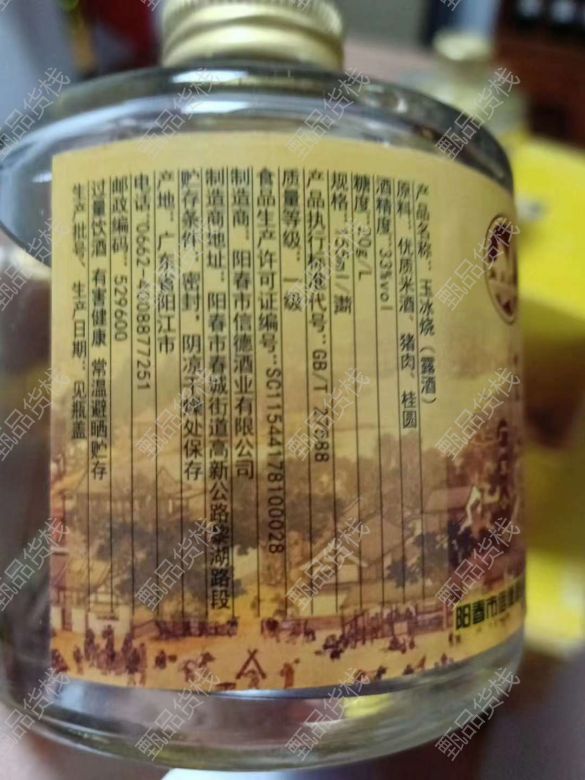 产品名称：玉冰烧（露酒）
原料：优质米酒、猪肉、桂圆
酒精度：33%vol
糖度：30g/L
规格：155ml/瓶
产品执行标准代号：GB/T 27588
质量等级：一级
食品生产许可证编号：SC11544178100028
制造商：阳春市信德酒业有限公司
制造商地址：阳春市春城街道高新公路黎湖路段
贮存条件：密封，阴凉干燥处保存
产地：广东省阳江市
电话：0662-4008877251
邮政编码：529600
过量饮酒 有害健康 常温避晒贮存
生产批号、生产日期：见瓶盖
阳春市
甄品货栈